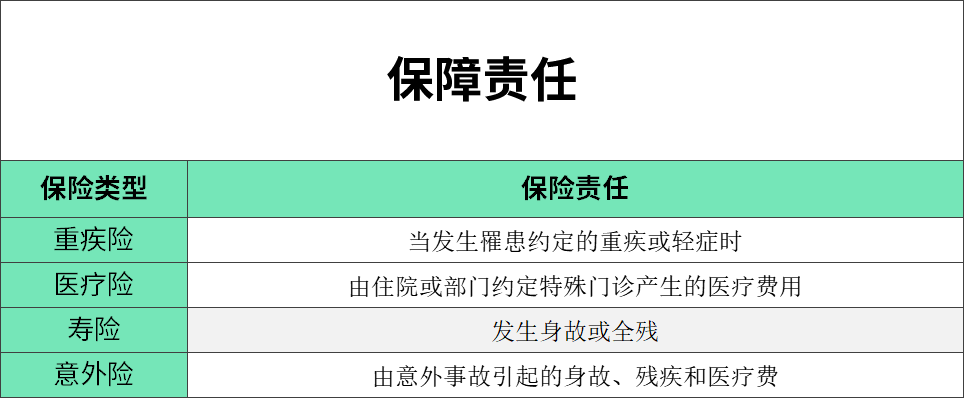 保障责任
保险类型 保险责任
重疾险 当发生罹患约定的重疾或轻症时
医疗险 由住院或部门约定特殊门诊产生的医疗费用
寿险 发生身故或全残
意外险 由意外事故引起的身故、残疾和医疗费